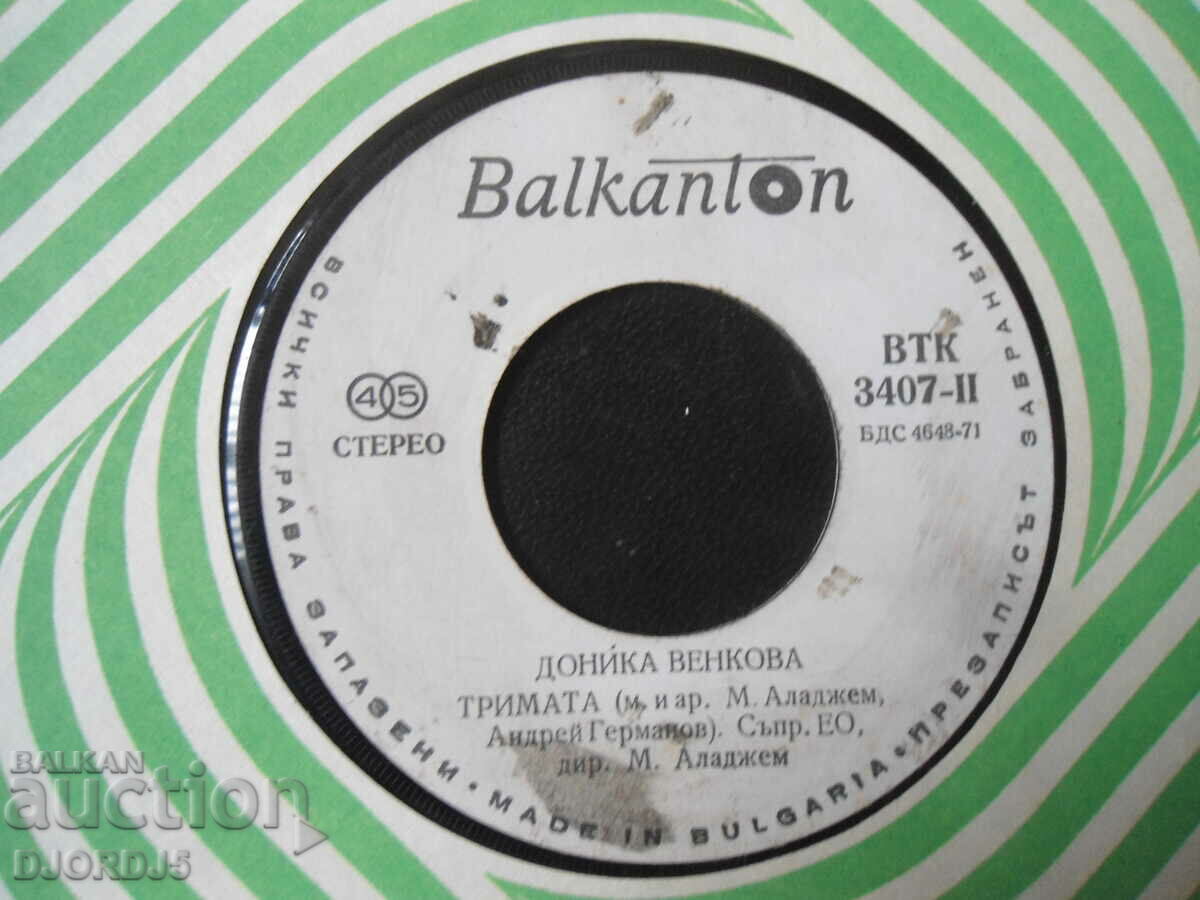 Balkanton
ВСИЧКИ ПРАВА ЗАПАЗЕНИ • MADE IN BULGARIA • ПРЕЗАПИСЪТ ЗАБРАНЕН
45
СТЕРЕО
ВТК
3407-II
БДС 4648-71
ДОНИКА ВЕНКОВА
ТРИМАТА (м. и ар. М. Аладжем,
Андрей Германов). Съпр. ЕО,
дир. М. Аладжем
BALKAN
auction
DJORDJ5